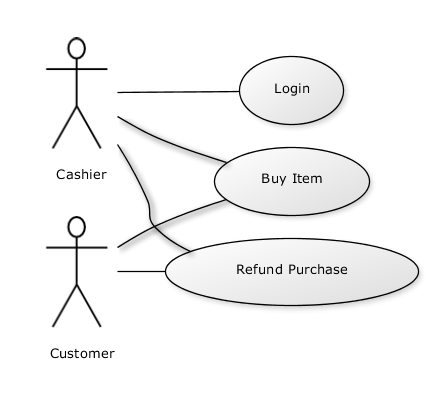 Login
Cashier
Buy Item
Refund Purchase
Customer